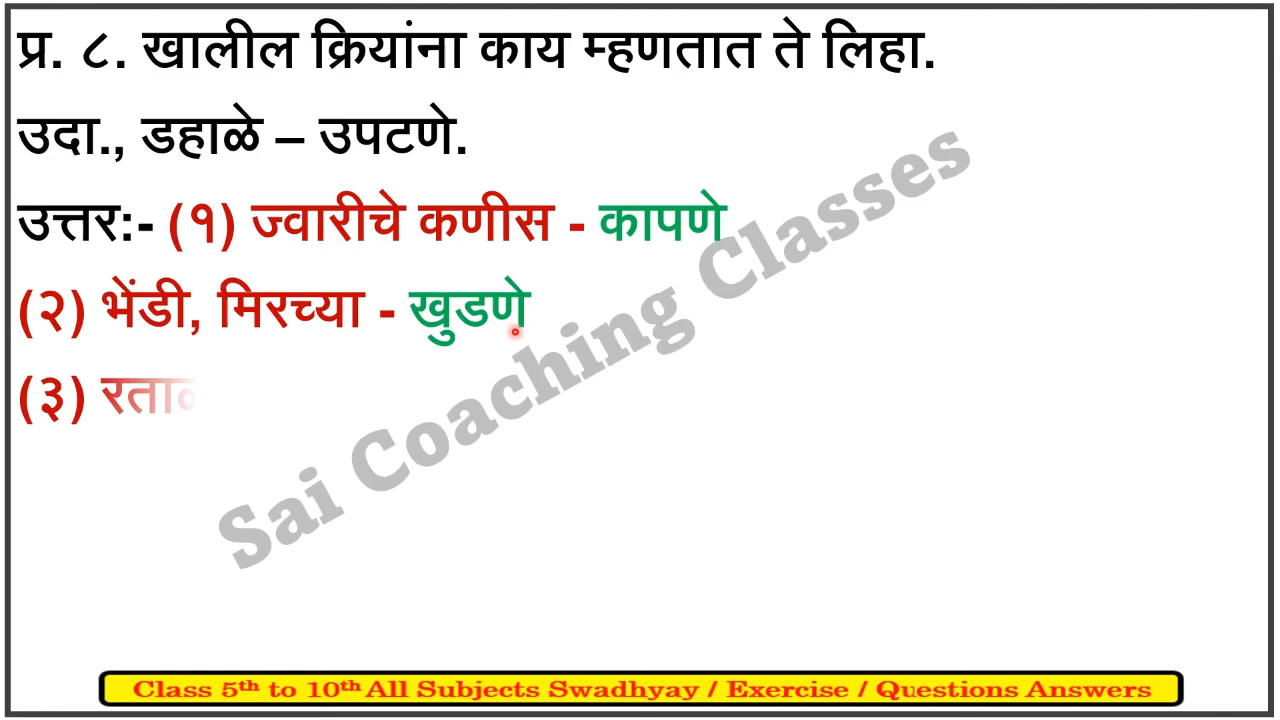 प्र. ८. खालील क्रियांना काय म्हणतात ते लिहा.
उदा., डहाळे – उपटणे.
उत्तर:- (१) ज्वारीचे कणीस - कापणे
(२) भेंडी, मिरच्या - खुडणे
(३)
Sai Coaching Classes
Class 5th to 10th All Subjects Swadhyay / Exercise / Questions Answers